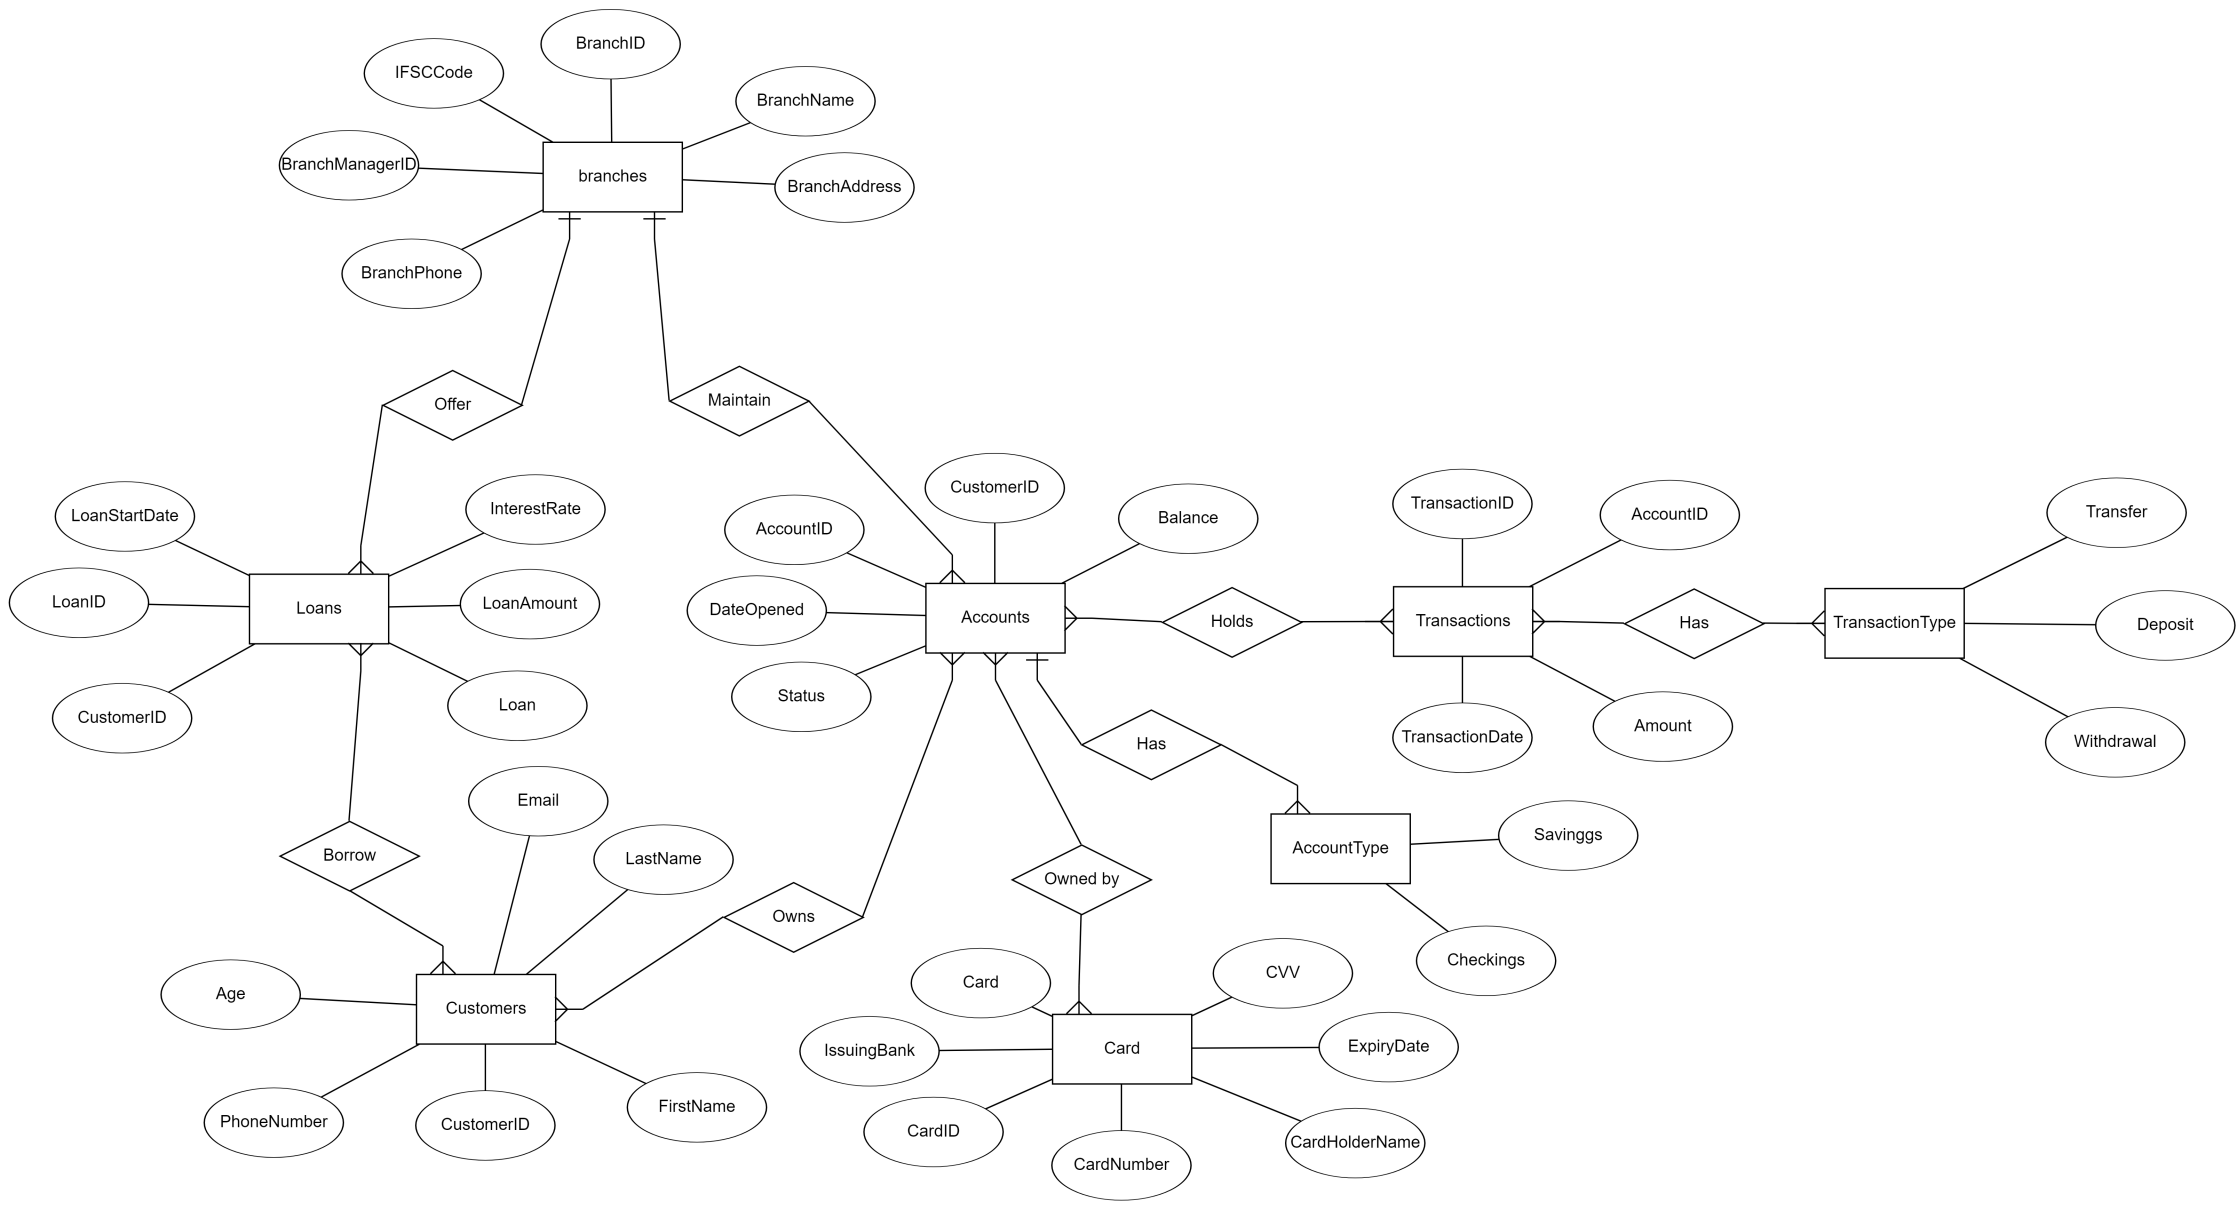 BranchID
IFSCCode
BranchName
BranchManagerID
branches
BranchAddress
BranchPhone
Offer
Maintain
CustomerID
LoanStartDate
InterestRate
AccountID
Balance
TransactionID
AccountID
Transfer
LoanID
Loans
LoanAmount
DateOpened
Accounts
Holds
Transactions
Has
TransactionType
Deposit
CustomerID
Loan
Status
Has
TransactionDate
Amount
Withdrawal
Email
Borrow
LastName
Owned by
AccountType
Savinggs
Owns
Checkings
Age
Customers
Card
CVV
IssuingBank
Card
ExpiryDate
PhoneNumber
CustomerID
FirstName
CardID
CardNumber
CardHolderName